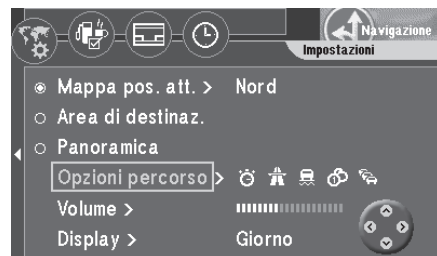 Navigazione
Impostazioni
Mappa pos. att. > Nord
Area di destinaz.
Panoramica
Opzioni percorso >
Volume >
Display > Giorno